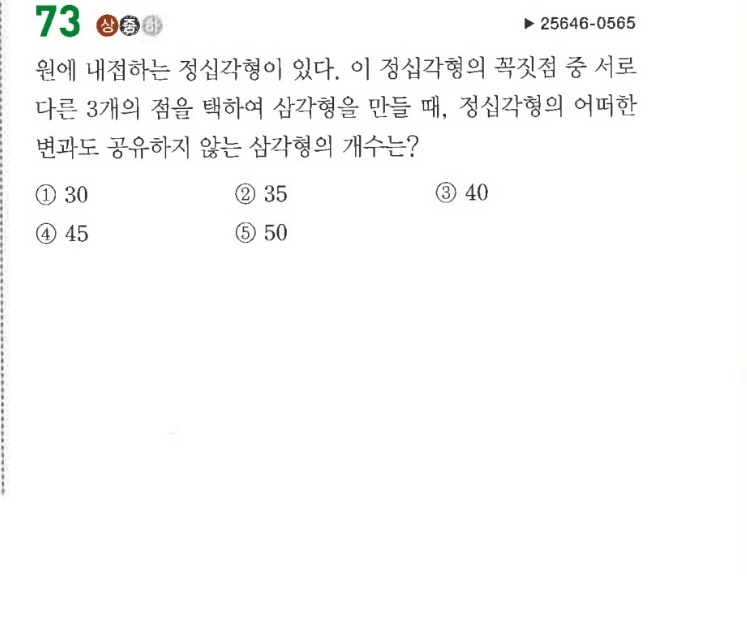 73 상 중 하
▶ 25646-0565
원에 내접하는 정십각형이 있다. 이 정십각형의 꼭짓점 중 서로
다른 3개의 점을 택하여 삼각형을 만들 때, 정십각형의 어떠한
변과도 공유하지 않는 삼각형의 개수는?
① 30 ② 35 ③ 40
④ 45 ⑤ 50